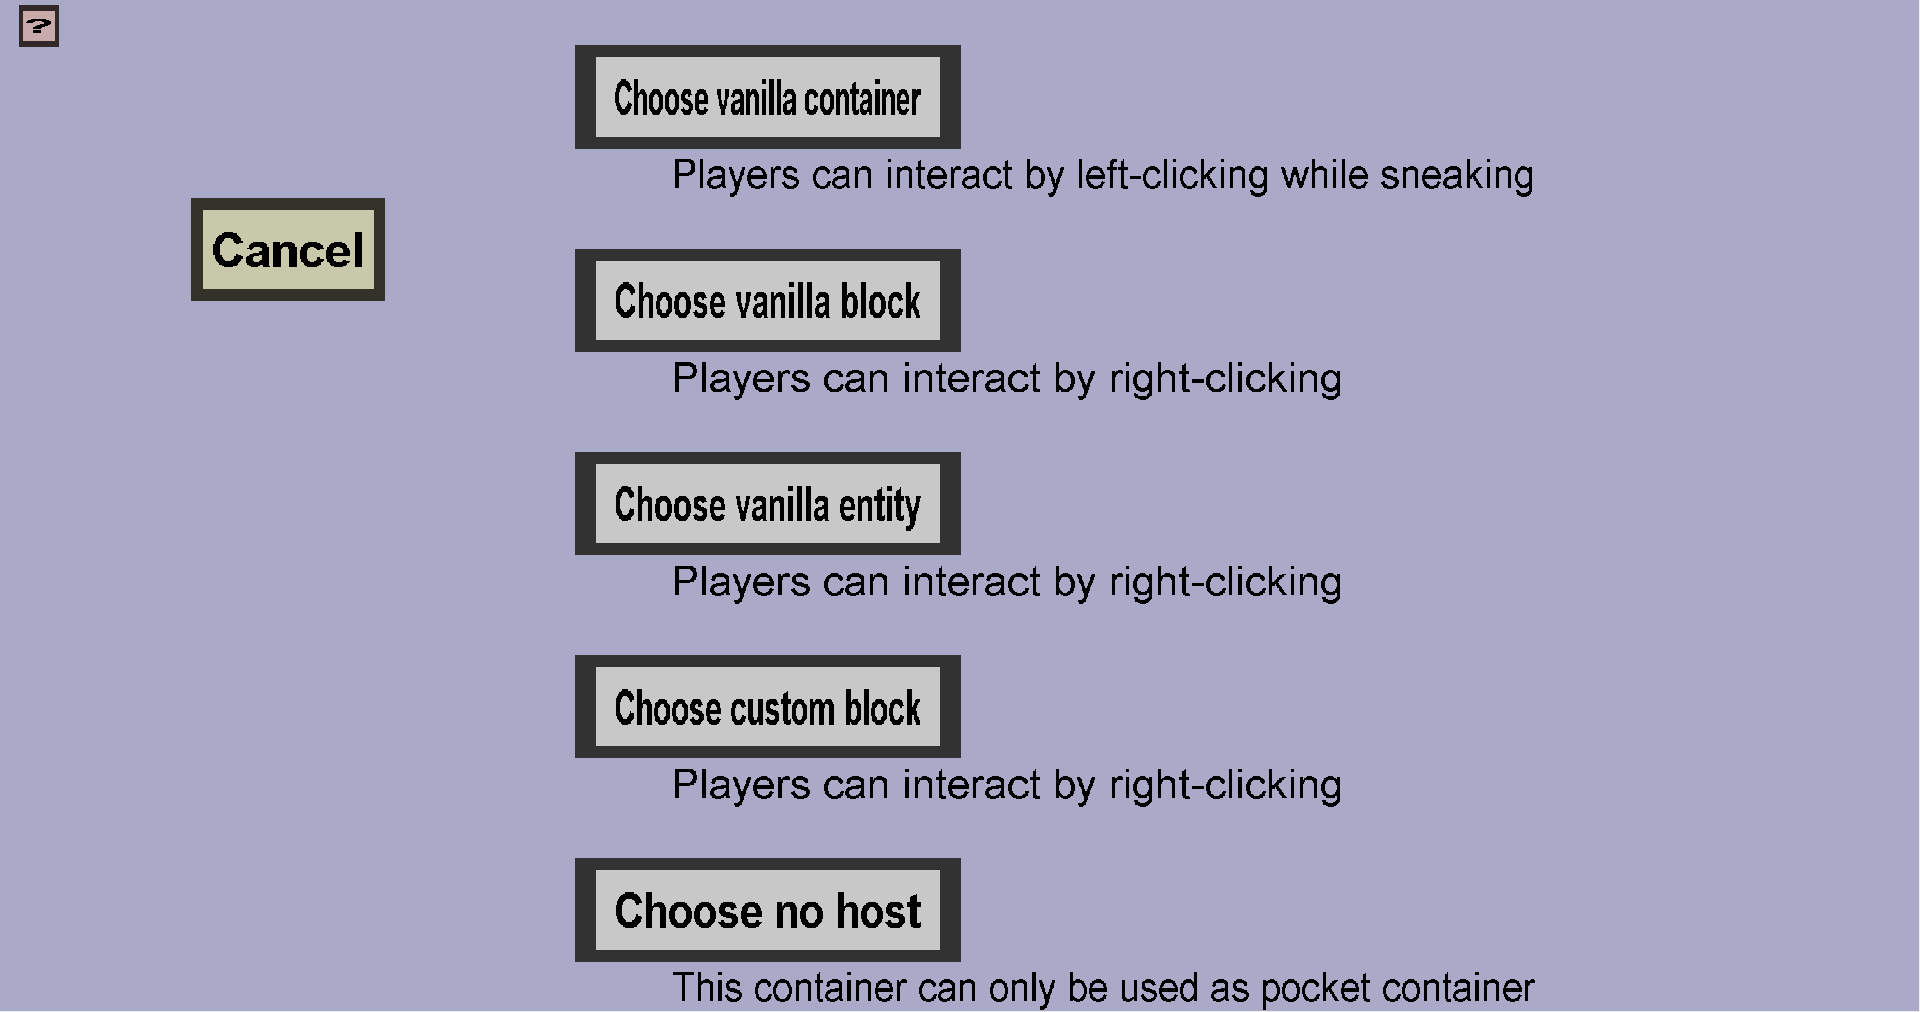 ?
Choose vanilla container
Players can interact by left-clicking while sneaking
Cancel
Choose vanilla block
Players can interact by right-clicking
Choose vanilla entity
Players can interact by right-clicking
Choose custom block
Players can interact by right-clicking
Choose no host
This container can only be used as pocket container